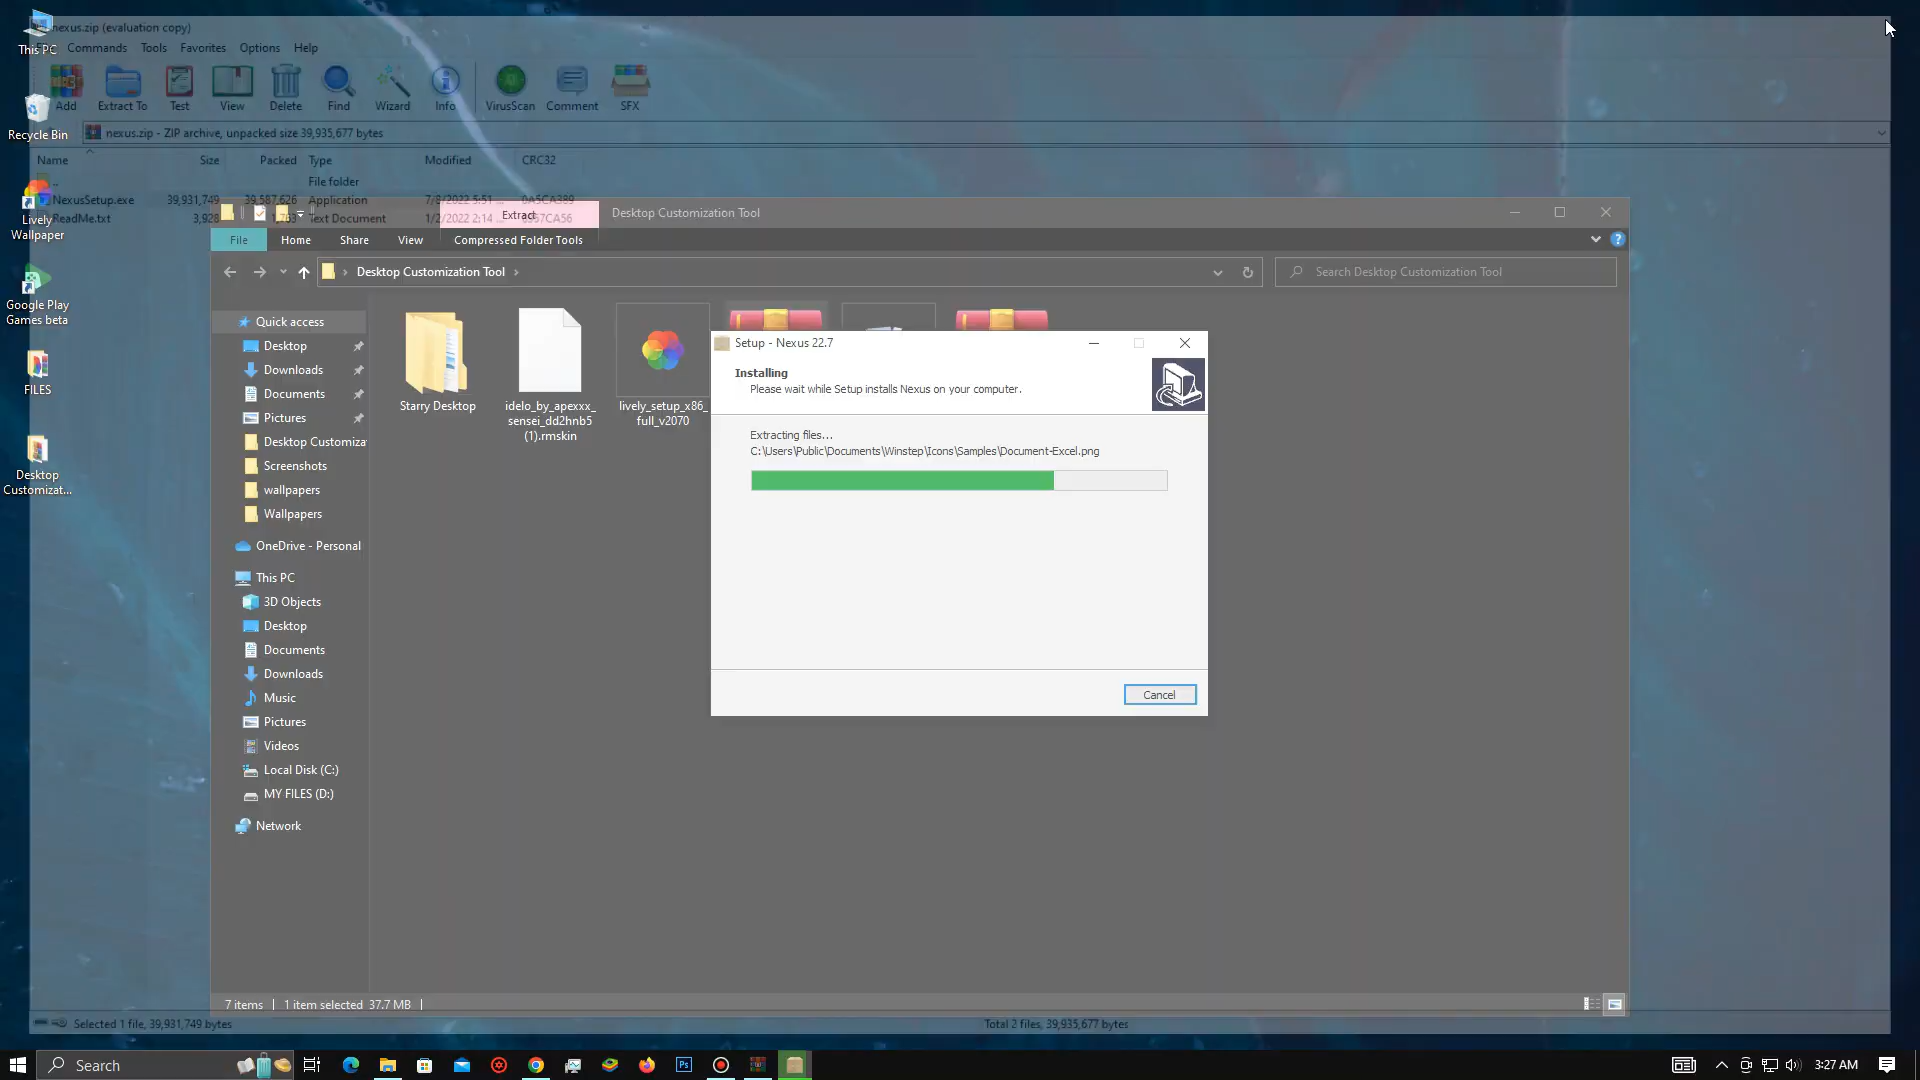 nexus.zip (evaluation copy)
Commands Tools Favorites Options Help
Add Extract To Test View Delete Find Wizard Info VirusScan Comment SFX
nexus.zip - ZIP archive, unpacked size 39,935,677 bytes
Name Size Packed Type Modified CRC32
..
File folder
NexusSetup.exe 39,931,749 39,587,626 Application
ReadMe.txt Text Document 1/2/2022 2:14 ...
This PC
Recycle Bin
Lively
Wallpaper
Google Play
Games beta
FILES
Desktop
Customizat...
Extract
Desktop Customization Tool
File Home Share View Compressed Folder Tools
Desktop Customization Tool
Search Desktop Customization Tool
Quick access
Desktop
Downloads
Documents
Pictures
Desktop Customiza
Screenshots
wallpapers
Wallpapers
OneDrive - Personal
This PC
3D Objects
Desktop
Documents
Downloads
Music
Pictures
Videos
Local Disk (C:)
MY FILES (D:)
Network
Starry Desktop
idelo_by_apexxx_
sensei_dd2hnb5
(1).rmskin
lively_setup_x86_
full_v2070
Setup - Nexus 22.7
Installing
Please wait while Setup installs Nexus on your computer.
Extracting files...
C:\Users\Public\Documents\Winstep\Icons\Samples\Document-Excel.png
Cancel
7 items 1 item selected 37.7 MB
Selected 1 file, 39,931,749 bytes
Total 2 files, 39,935,677 bytes
Search
Ps
3:27 AM